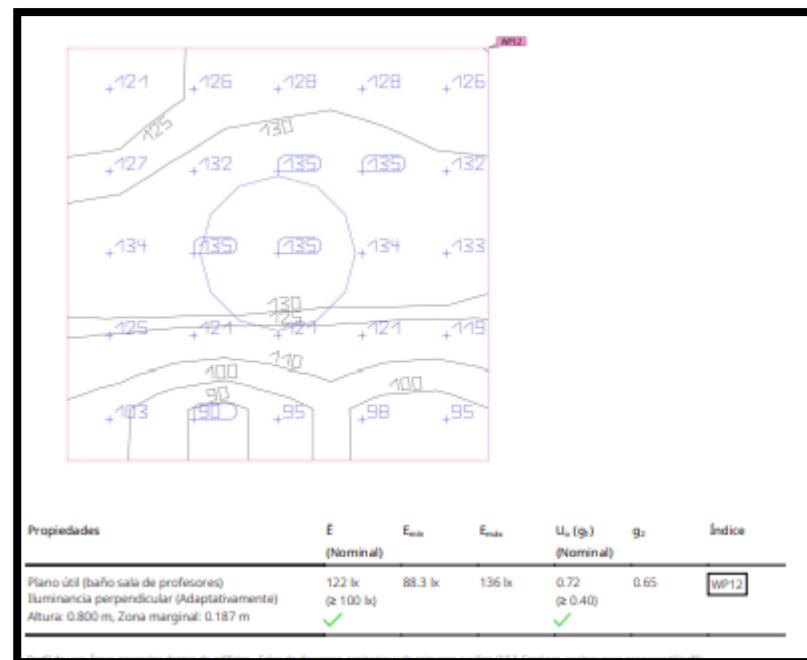 WP12
121 126 128 128 126
125
130
127 132 135 135 132
134 135 135 134 133
130
125
125 121 121 121 119
110
100
100
90
103 90 95 98 95
Propiedades Ē Emín Emáx Uo (g1) g2 Índice
(Nominal) (Nominal)
Plano útil (baño sala de profesores) 122 lx 88.3 lx 136 lx 0.72 0.65 WP12
Iluminancia perpendicular (Adaptativamente) (≥ 100 lx) (≥ 0.40)
Altura: 0.800 m, Zona marginal: 0.187 m